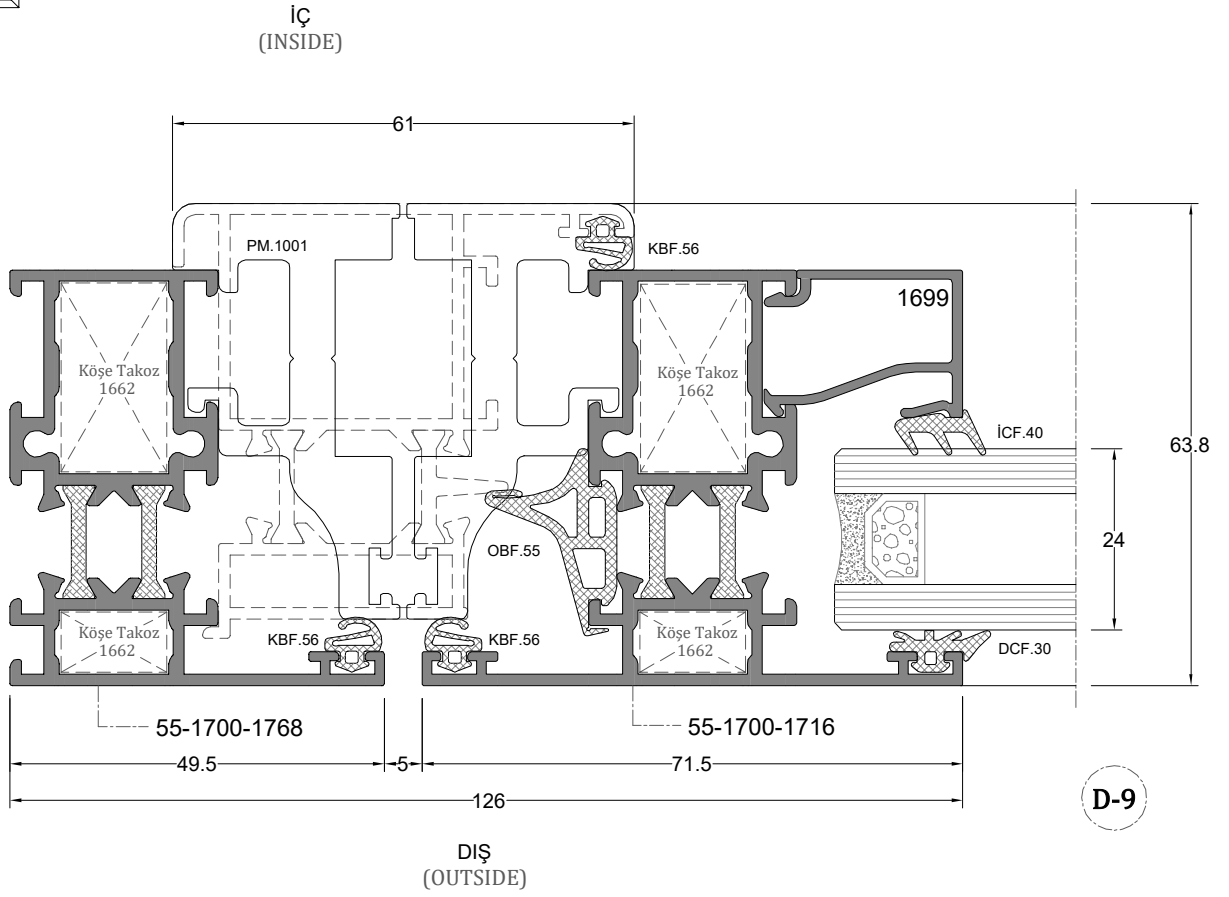 İÇ
(INSIDE)
61
PM.1001
KBF.56
1699
Köşe Takoz
1662
Köşe Takoz
1662
İCF.40
63.8
24
OBF.55
Köşe Takoz
1662
KBF.56
KBF.56
Köşe Takoz
1662
DCF.30
55-1700-1768
55-1700-1716
49.5
5
71.5
126
D-9
DIŞ
(OUTSIDE)